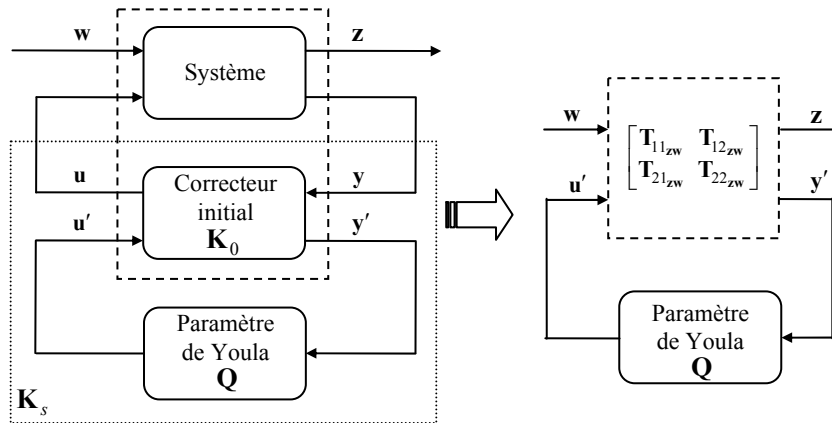 w
z
Système
u
Correcteur
initial
K₀
y
u′
y′
Paramètre
de Youla
Q
Kₛ
w
z
T₁₁zw T₁₂zw
T₂₁zw T₂₂zw
u′
y′
Paramètre
de Youla
Q